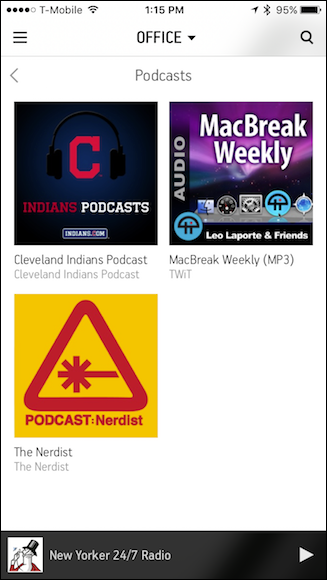 T-Mobile 1:15 PM 95%
OFFICE
Podcasts
C
INDIANS PODCASTS
INDIANS.COM
MacBreak
Weekly
AUDIO
Leo Laporte & Friends
Cleveland Indians Podcast
Cleveland Indians Podcast
MacBreak Weekly (MP3)
TWiT
PODCAST:Nerdist
The Nerdist
The Nerdist
New Yorker 24/7 Radio